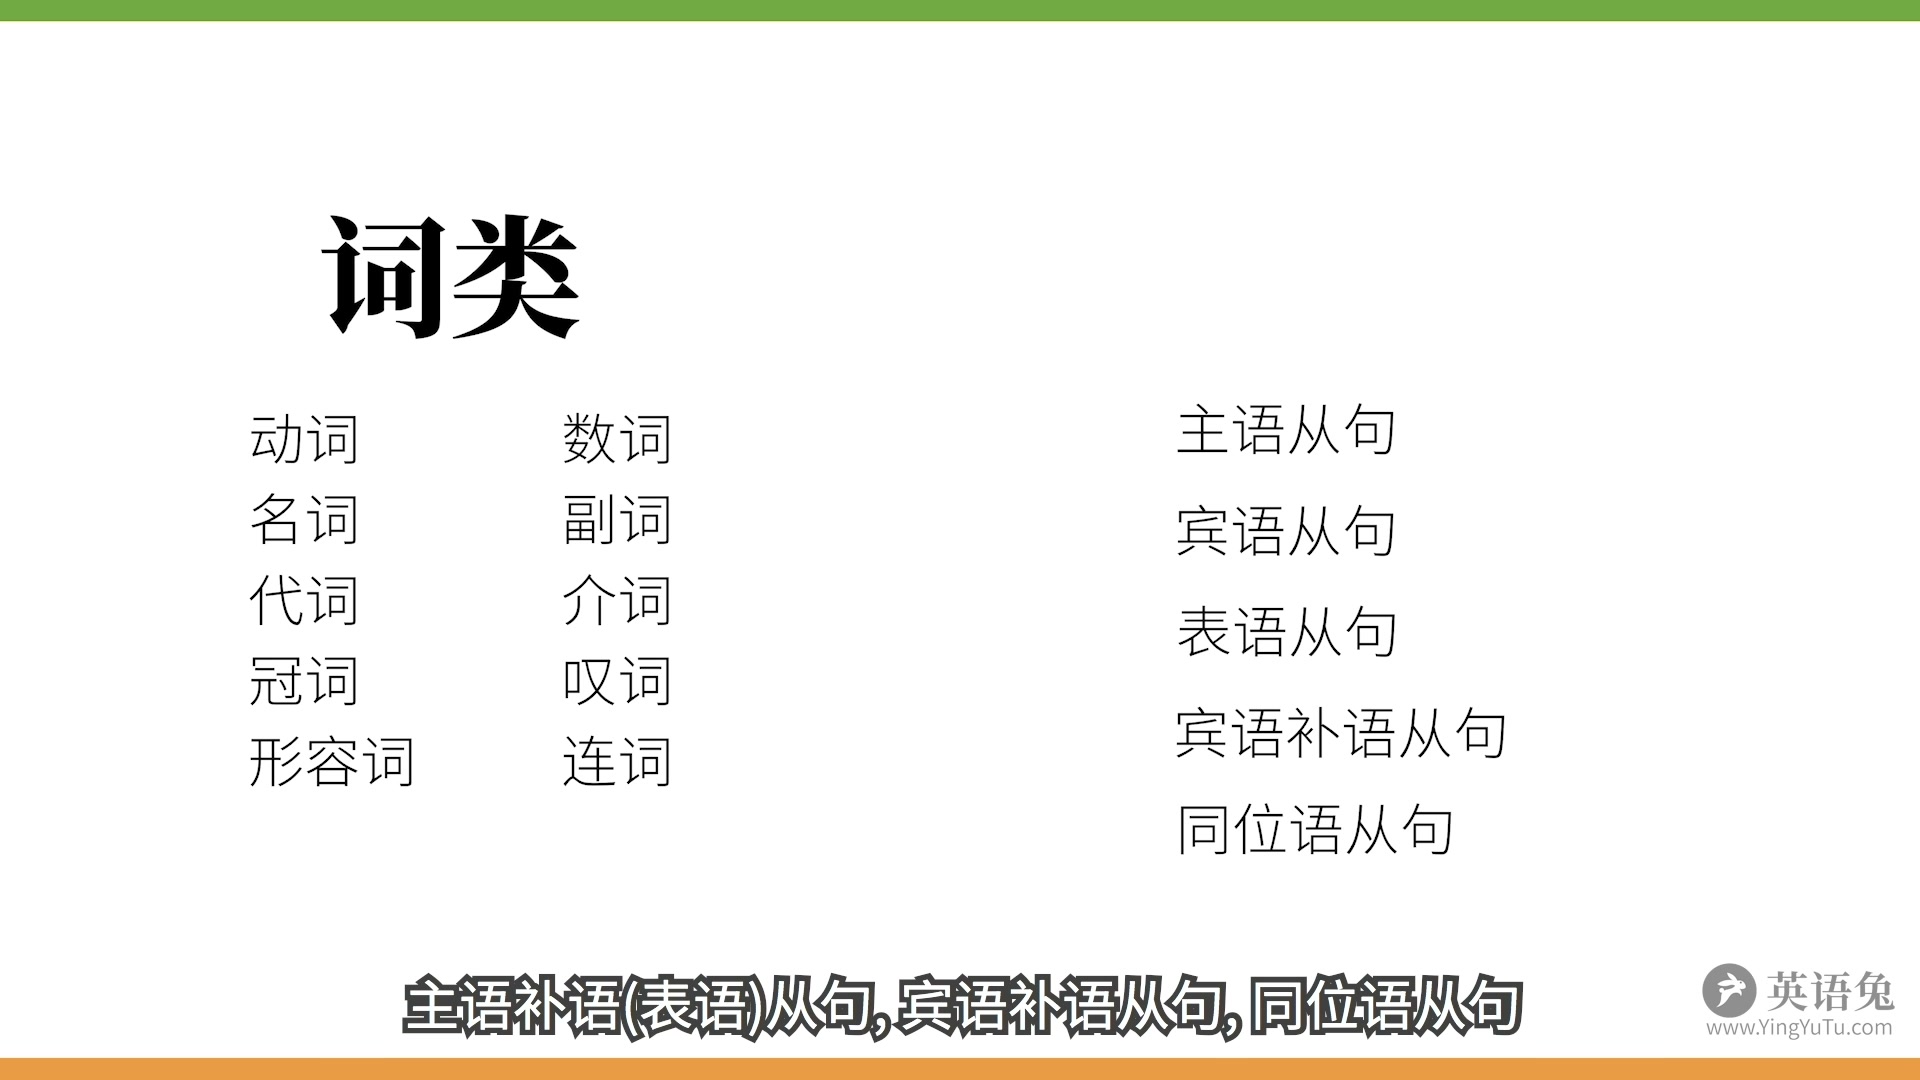 词类
动词
名词
代词
冠词
形容词
数词
副词
介词
叹词
连词
主语从句
宾语从句
表语从句
宾语补语从句
同位语从句
主语补语(表语)从句, 宾语补语从句, 同位语从句
英语兔
www.YingYuTu.com